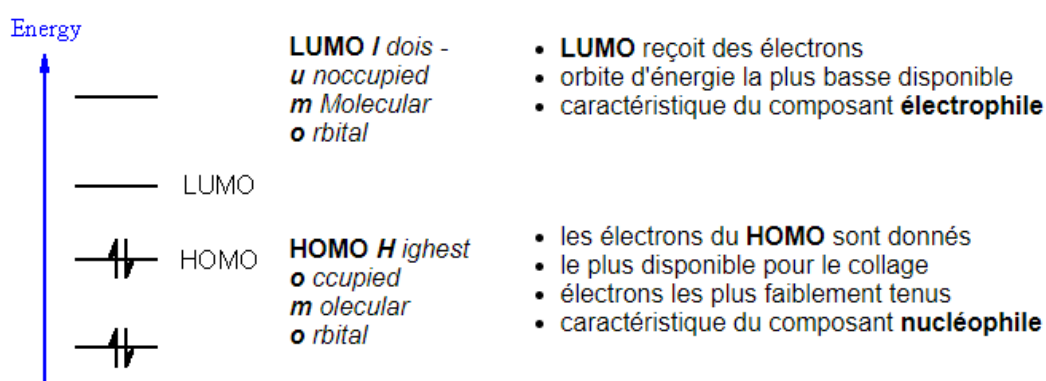 Energy
LUMO l dois -
u noccupied
m Molecular
o rbital
• LUMO reçoit des électrons
• orbite d'énergie la plus basse disponible
• caractéristique du composant électrophile
LUMO
HOMO
HOMO H ighest
o ccupied
m olecular
o rbital
• les électrons du HOMO sont donnés
• le plus disponible pour le collage
• électrons les plus faiblement tenus
• caractéristique du composant nucléophile